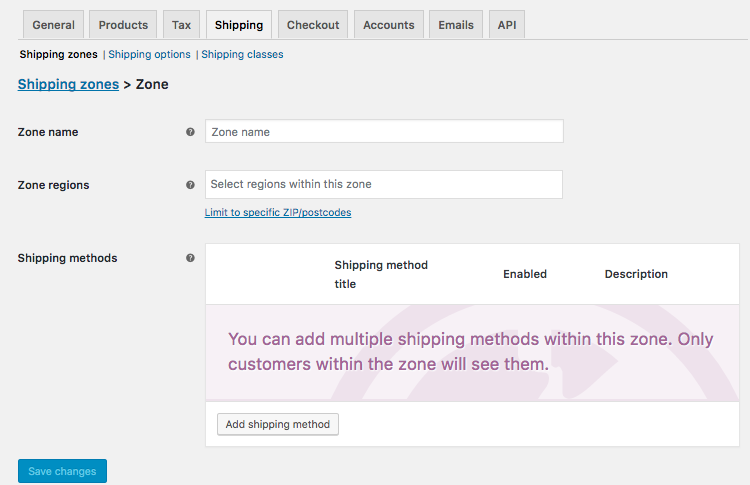 General Products Tax Shipping Checkout Accounts Emails API
Shipping zones | Shipping options | Shipping classes
Shipping zones > Zone
Zone name ? Zone name
Zone regions ? Select regions within this zone
Limit to specific ZIP/postcodes
Shipping methods ? Shipping method title Enabled Description
You can add multiple shipping methods within this zone. Only
customers within the zone will see them.
Add shipping method
Save changes